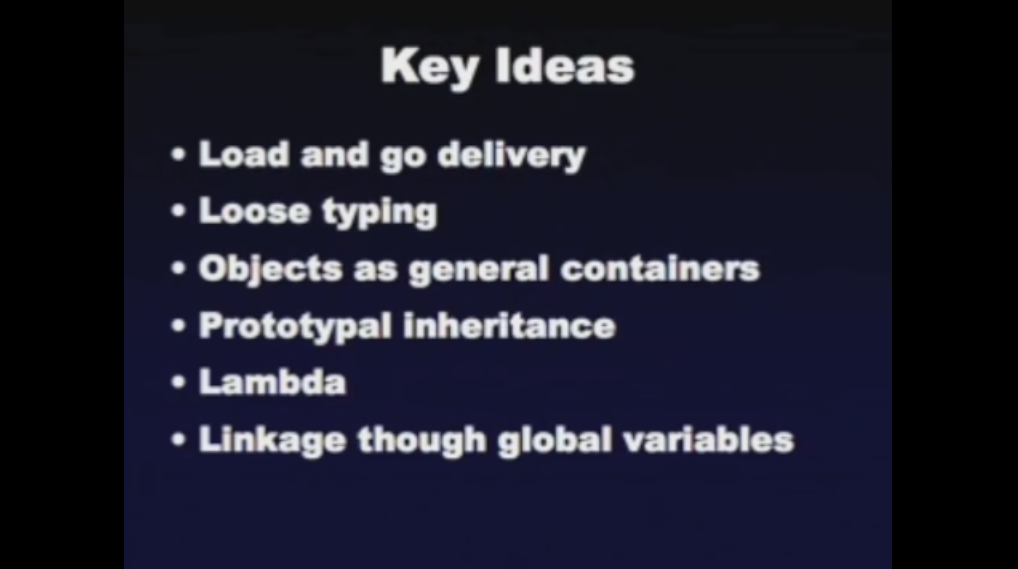 Key Ideas
• Load and go delivery
• Loose typing
• Objects as general containers
• Prototypal inheritance
• Lambda
• Linkage though global variables